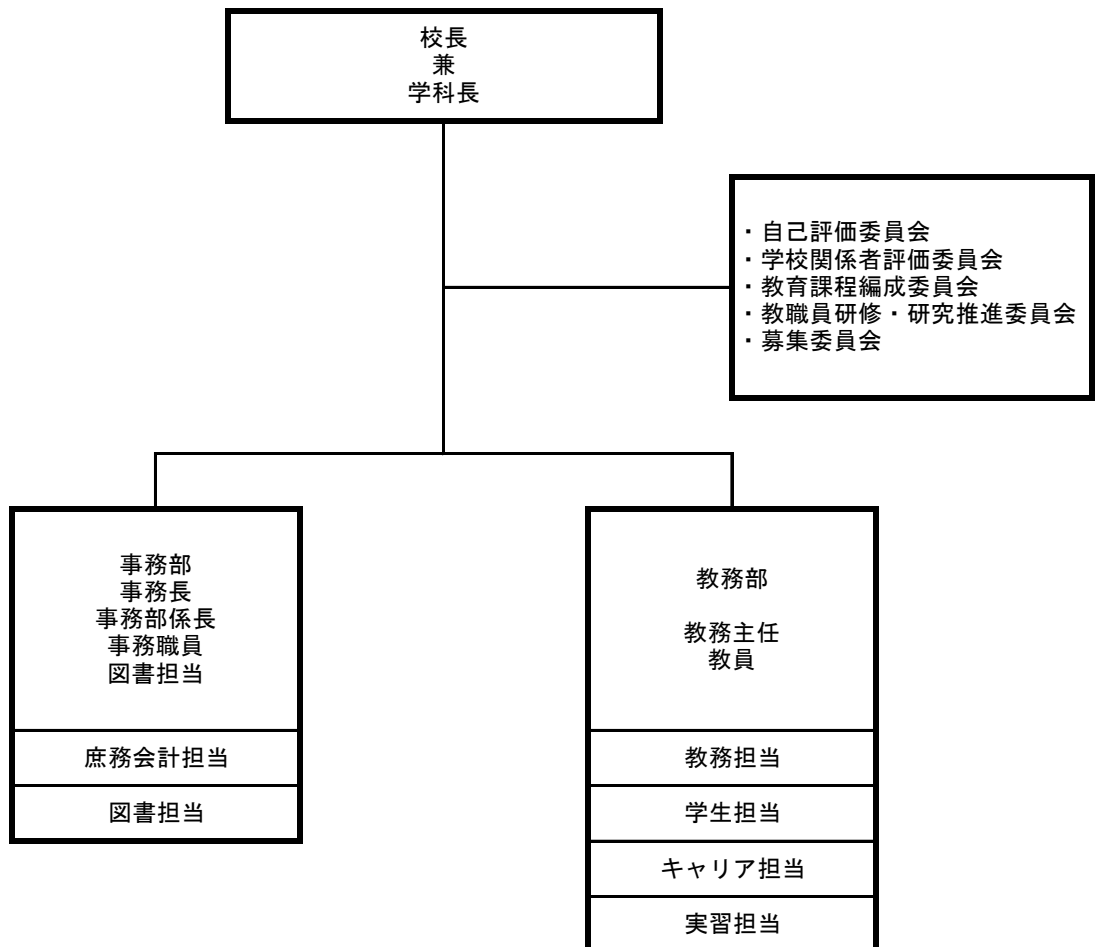 校長
兼
学科長
・自己評価委員会
・学校関係者評価委員会
・教育課程編成委員会
・教職員研修・研究推進委員会
・募集委員会
事務部
事務長
事務部係長
事務職員
図書担当
庶務会計担当
図書担当
教務部
教務主任
教員
教務担当
学生担当
キャリア担当
実習担当